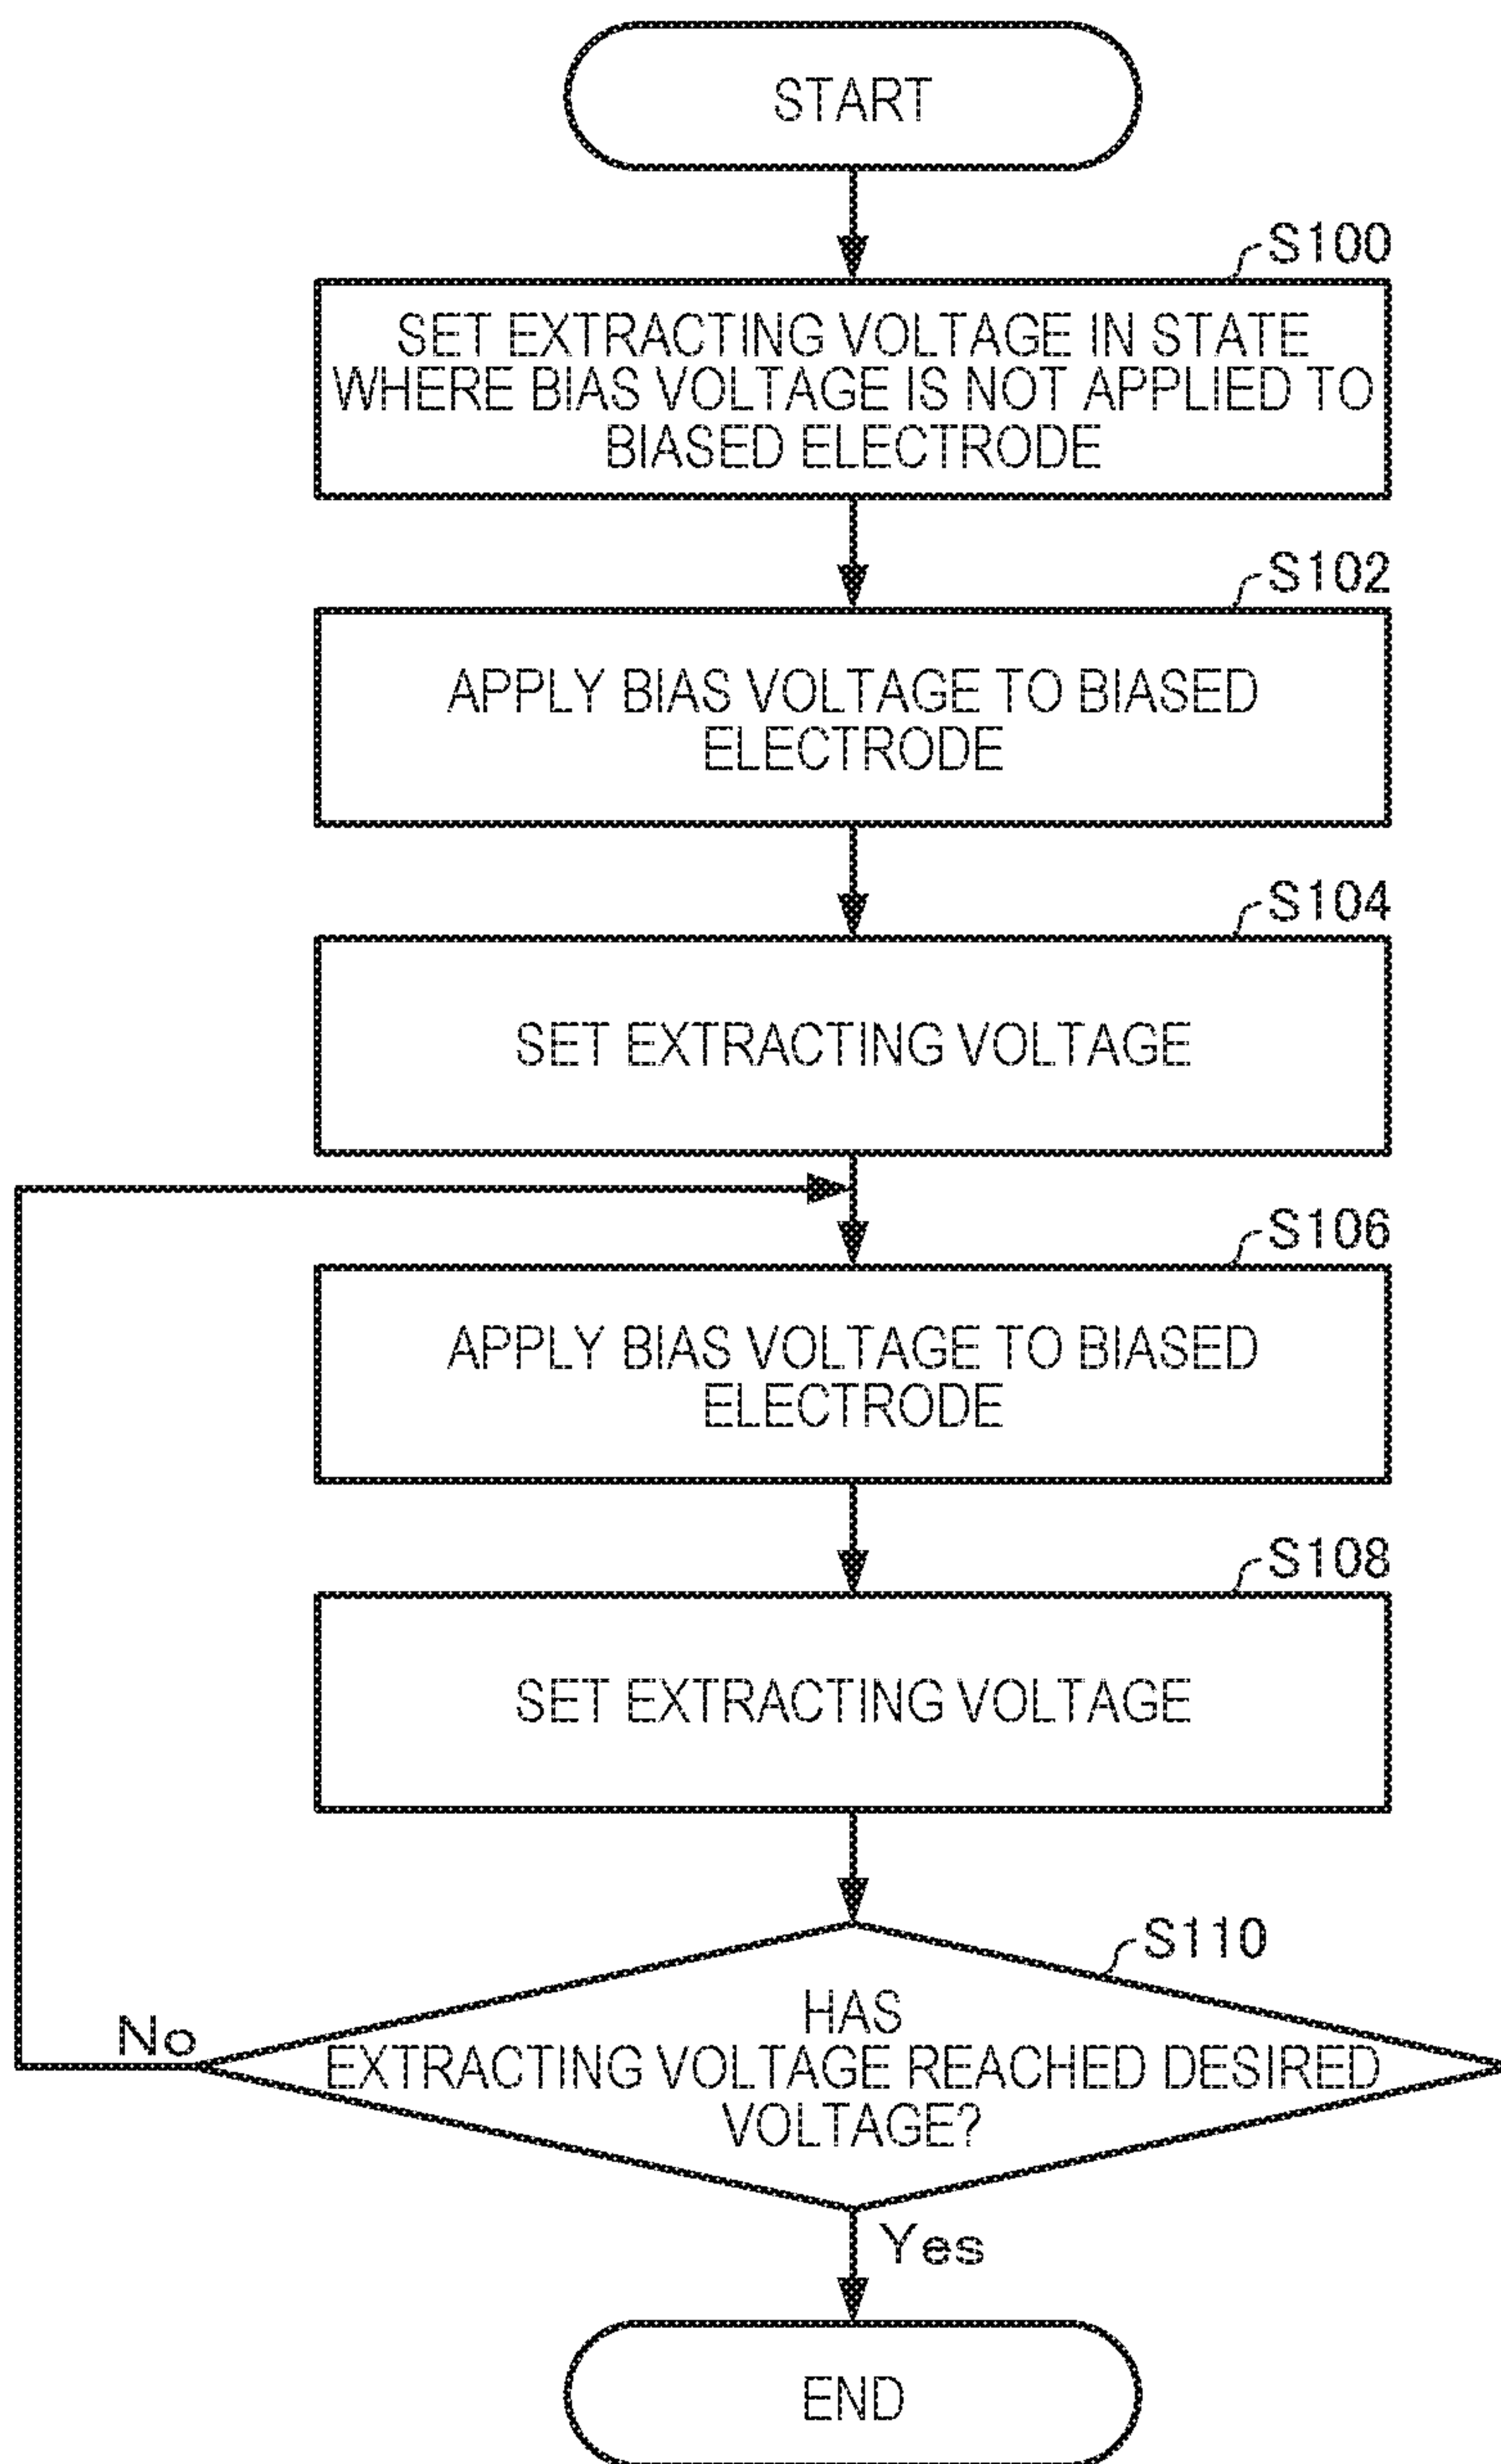 START
S100
SET EXTRACTING VOLTAGE IN STATE
WHERE BIAS VOLTAGE IS NOT APPLIED TO
BIASED ELECTRODE
S102
APPLY BIAS VOLTAGE TO BIASED
ELECTRODE
S104
SET EXTRACTING VOLTAGE
S106
APPLY BIAS VOLTAGE TO BIASED
ELECTRODE
S108
SET EXTRACTING VOLTAGE
S110
HAS
EXTRACTING VOLTAGE REACHED DESIRED
VOLTAGE?
No
Yes
END